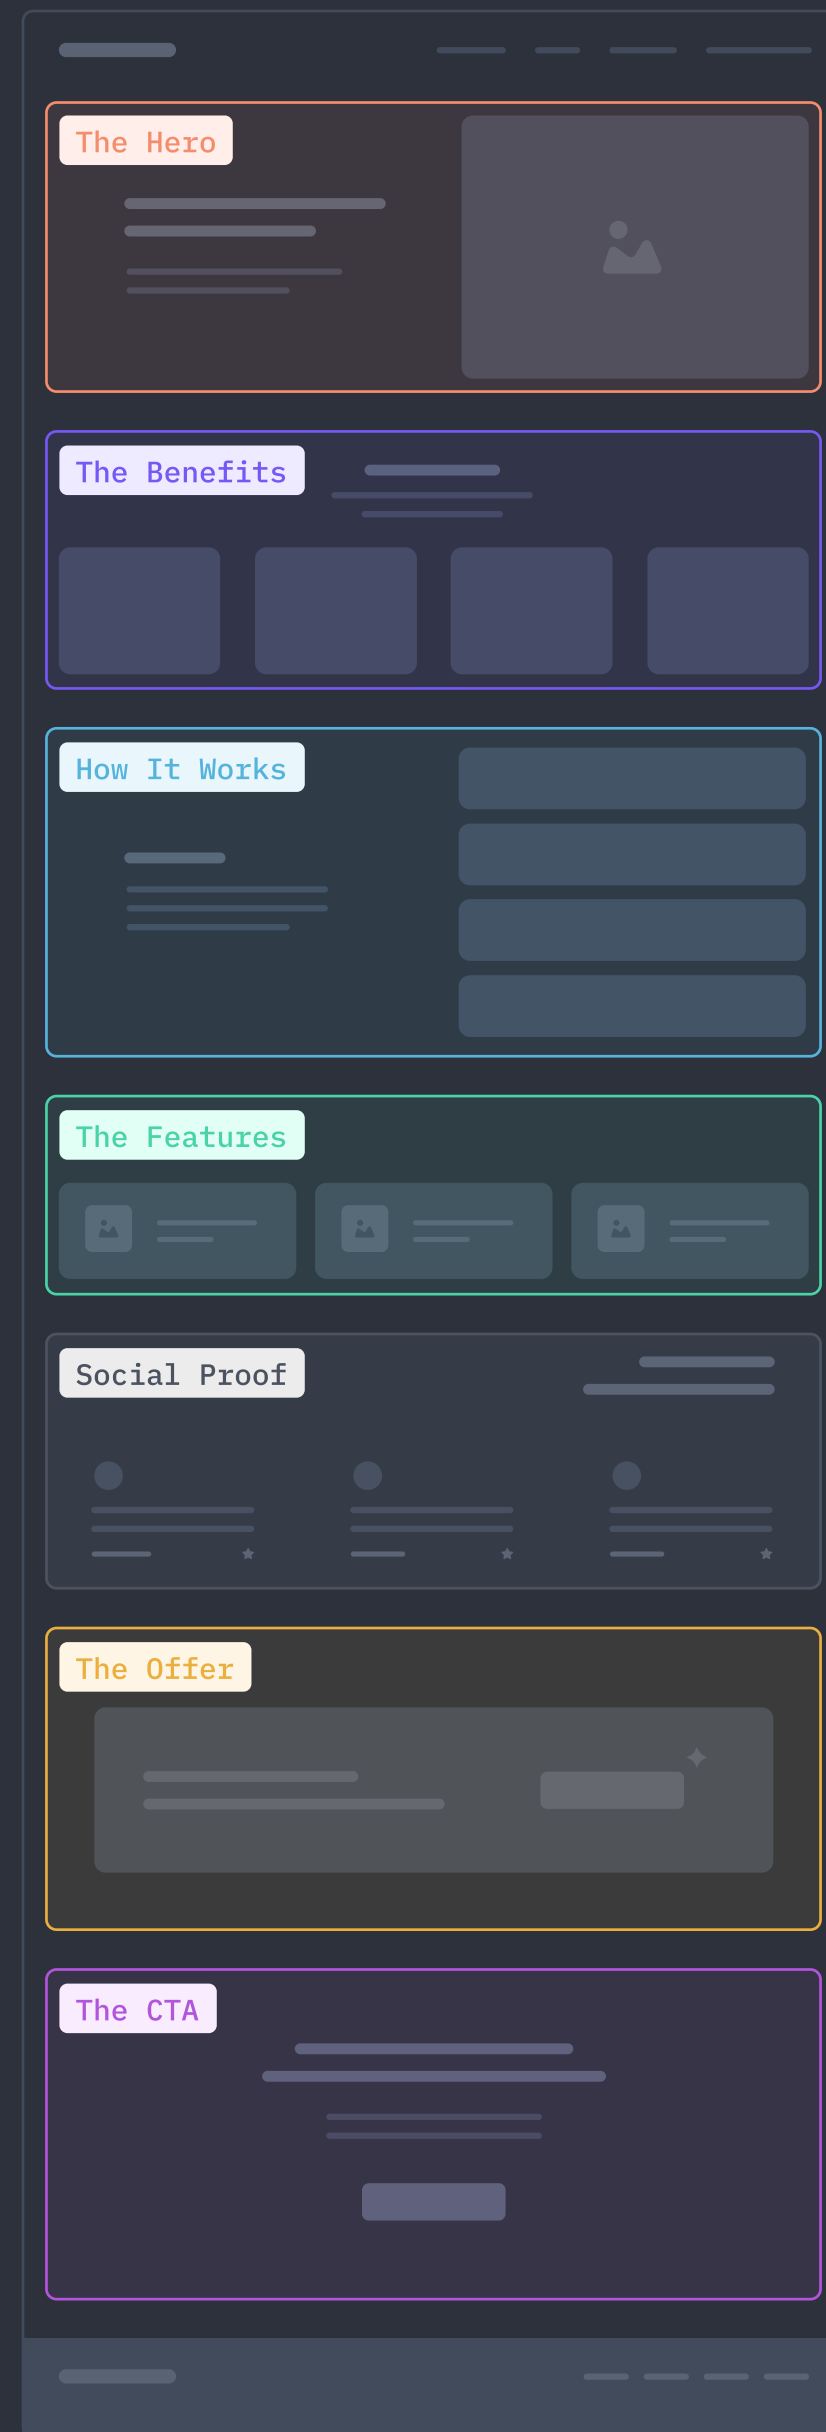 The Hero
The Benefits
How It Works
The Features
Social Proof
The Offer
The CTA